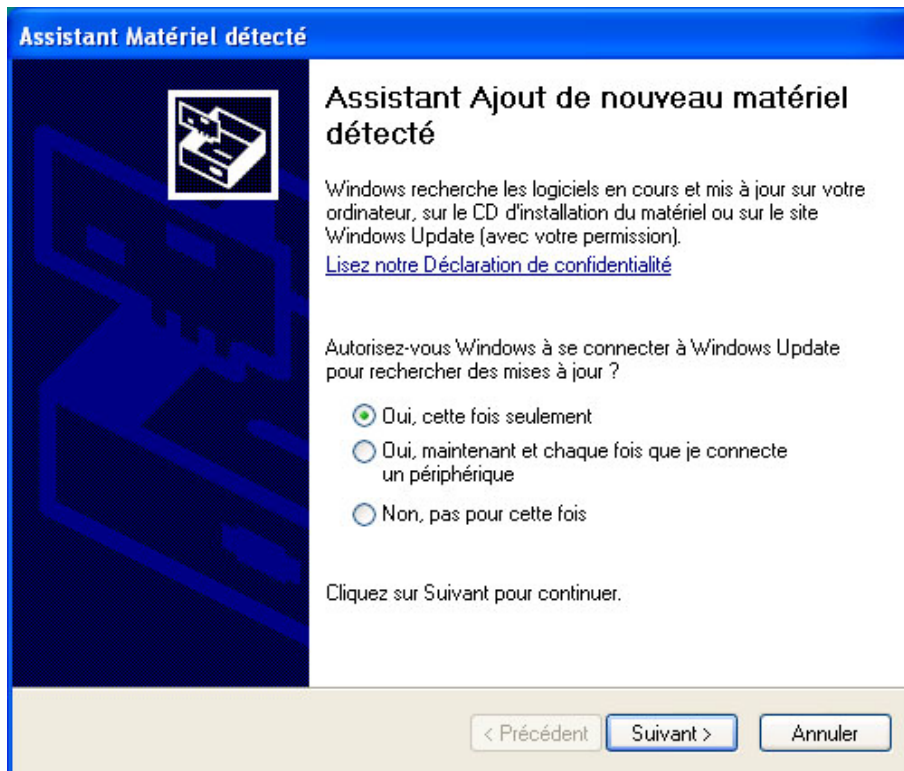 Assistant Matériel détecté
Assistant Ajout de nouveau matériel
détecté
Windows recherche les logiciels en cours et mis à jour sur votre
ordinateur, sur le CD d'installation du matériel ou sur le site
Windows Update (avec votre permission).
Lisez notre Déclaration de confidentialité
Autorisez-vous Windows à se connecter à Windows Update
pour rechercher des mises à jour ?
Oui, cette fois seulement
Oui, maintenant et chaque fois que je connecte
un périphérique
Non, pas pour cette fois
Cliquez sur Suivant pour continuer.
< Précédent Suivant > Annuler